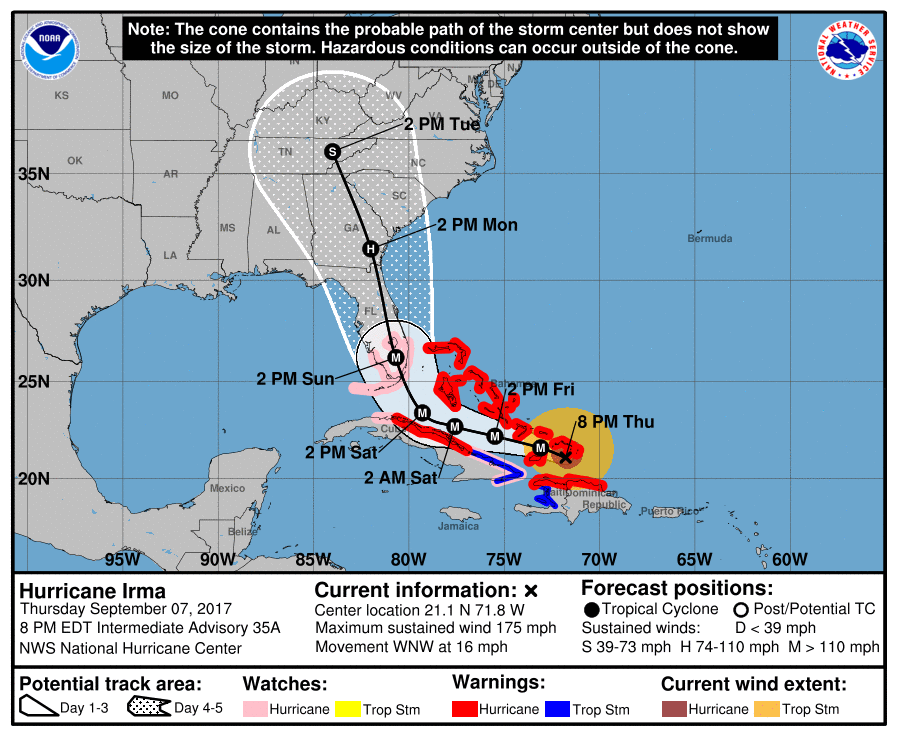 Note: The cone contains the probable path of the storm center but does not show
the size of the storm. Hazardous conditions can occur outside of the cone.
NOAA
NATIONAL WEATHER SERVICE
IN
KS
MO
WV
DE
KY
VA
2 PM Tue
OK
TN
NC
AR
35N
SC
2 PM Mon
MS
AL
GA
Bermuda
LA
30N
FL
2 PM Sun
25N
Bahamas
2 PM Fri
8 PM Thu
2 PM Sat
2 AM Sat
20N
Mexico
Dominican
Republic
Puerto Rico
Jamaica
Belize
S
H
M
M
M
M
M
95W 90W 85W 80W 75W 70W 65W 60W
Hurricane Irma
Thursday September 07, 2017
8 PM EDT Intermediate Advisory 35A
NWS National Hurricane Center
Current information: ×
Center location 21.1 N 71.8 W
Maximum sustained wind 175 mph
Movement WNW at 16 mph
Forecast positions:
Tropical Cyclone Post/Potential TC
Sustained winds: D < 39 mph
S 39-73 mph H 74-110 mph M > 110 mph
Potential track area:
Day 1-3 Day 4-5
Watches:
Hurricane Trop Stm
Warnings:
Hurricane Trop Stm
Current wind extent:
Hurricane Trop Stm